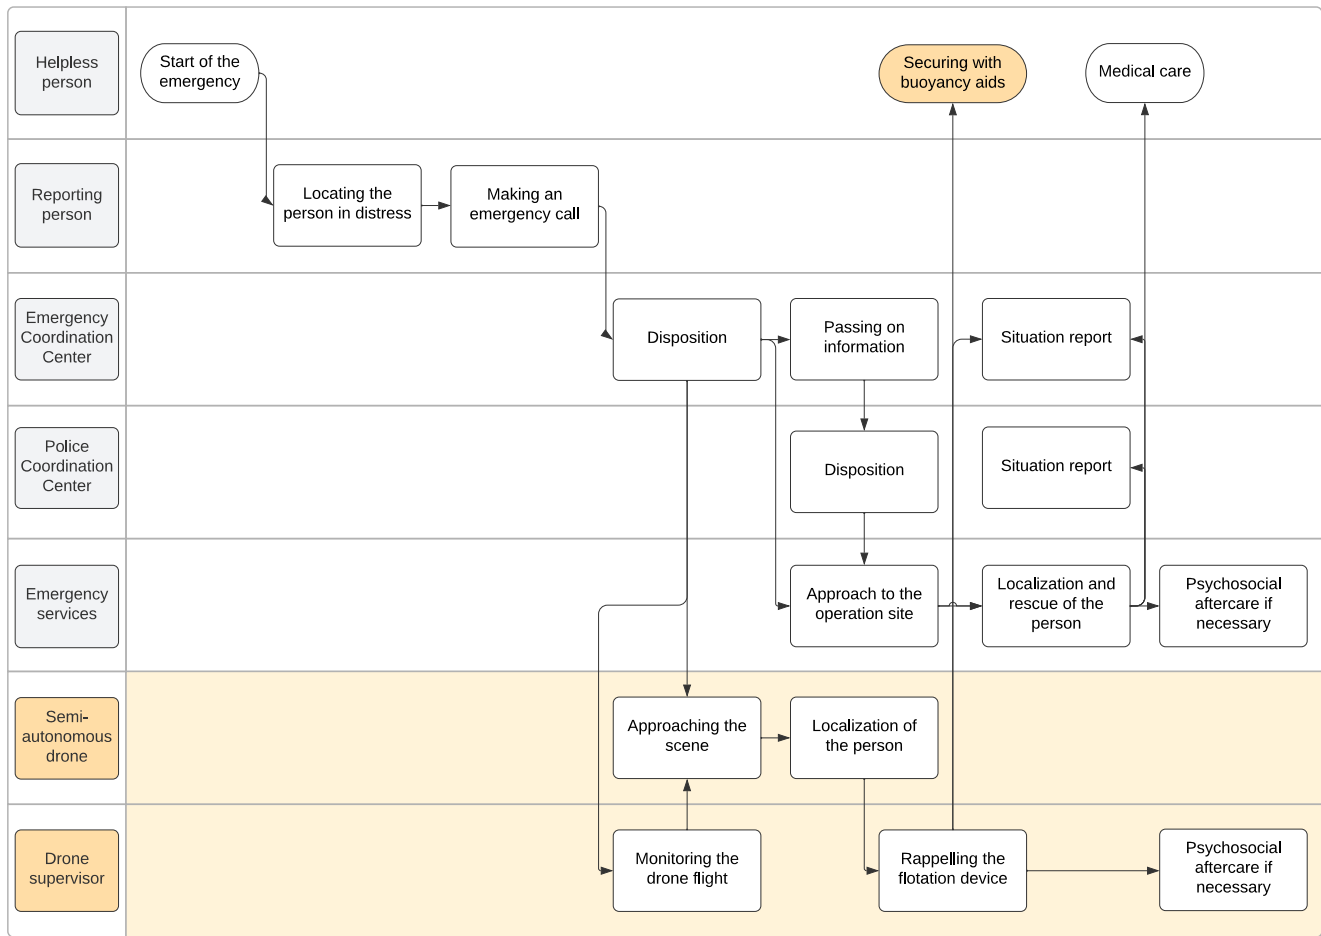 Helpless
person
Start of the
emergency
Securing with
buoyancy aids
Medical care
Reporting
person
Locating the
person in distress
Making an
emergency call
Emergency
Coordination
Center
Disposition
Passing on
information
Situation report
Police
Coordination
Center
Disposition
Situation report
Emergency
services
Approach to the
operation site
Localization and
rescue of the
person
Psychosocial
aftercare if
necessary
Semi-
autonomous
drone
Approaching the
scene
Localization of
the person
Drone
supervisor
Monitoring the
drone flight
Rappelling the
flotation device
Psychosocial
aftercare if
necessary